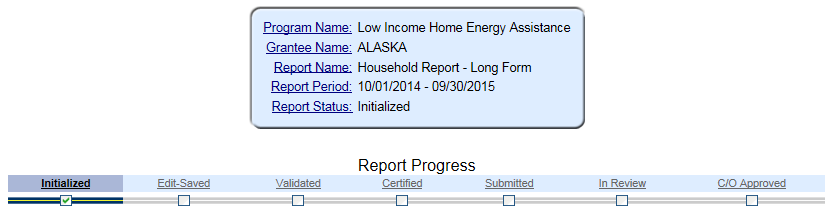 Program Name: Low Income Home Energy Assistance
Grantee Name: ALASKA
Report Name: Household Report - Long Form
Report Period: 10/01/2014 - 09/30/2015
Report Status: Initialized
Report Progress
Initialized Edit-Saved Validated Certified Submitted In Review C/O Approved